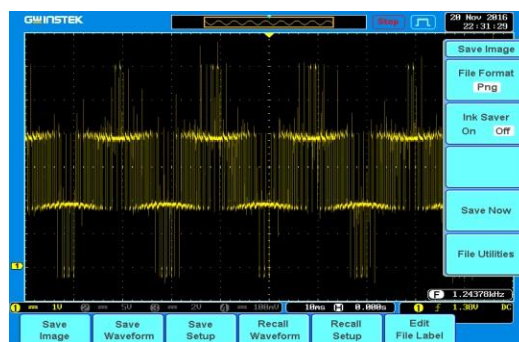 GWINSTEK
Stop
20 Nov 2016
22:31:29
Save Image
File Format
Png
Ink Saver
On Off
Save Now
File Utilities
1
F 1.24378kHz
1 1V 2 5V 3 2V 4 100mV 10ms H 0.000s 1 1.38V DC
Save Image
Save Waveform
Save Setup
Recall Waveform
Recall Setup
Edit File Label